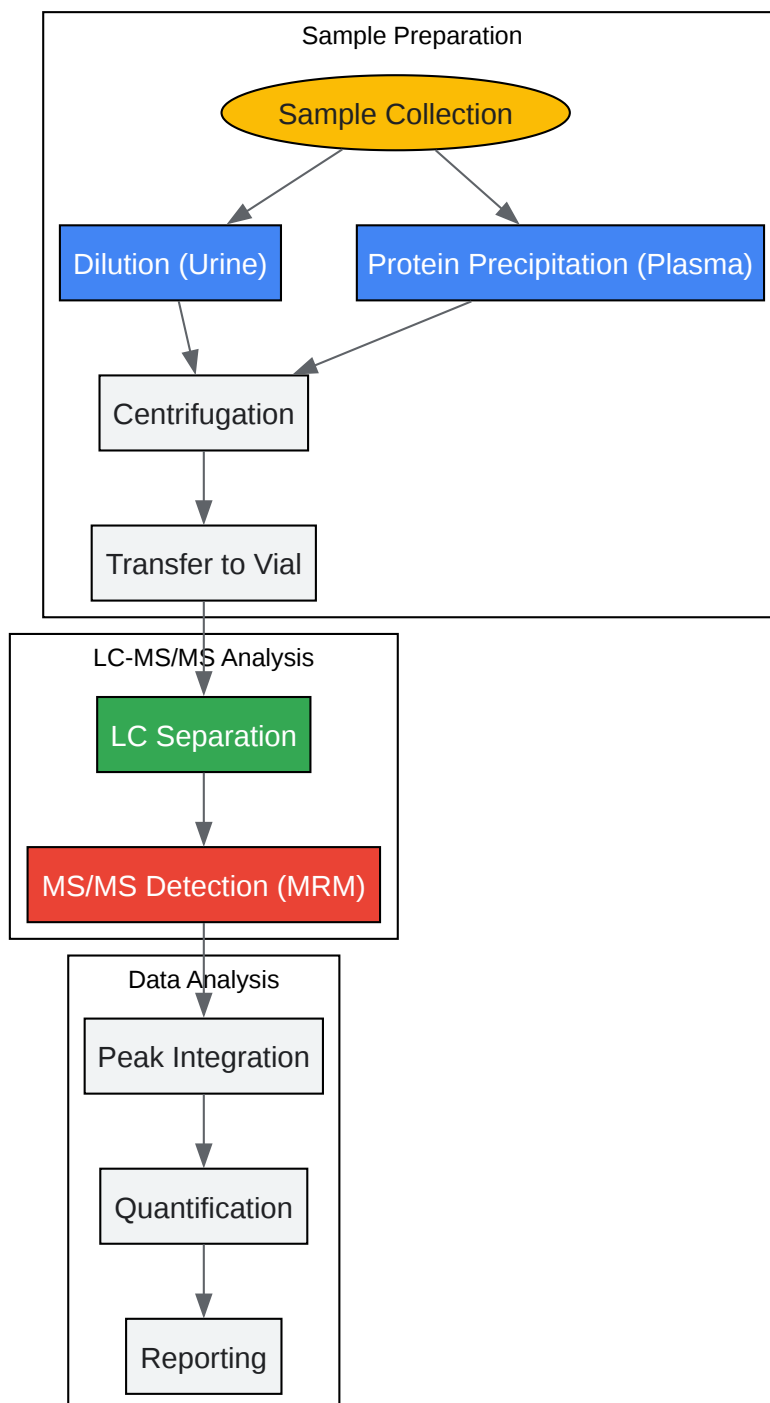 Sample Preparation
Sample Collection
Dilution (Urine)
Protein Precipitation (Plasma)
Centrifugation
Transfer to Vial
LC-MS/MS Analysis
LC Separation
MS/MS Detection (MRM)
Data Analysis
Peak Integration
Quantification
Reporting